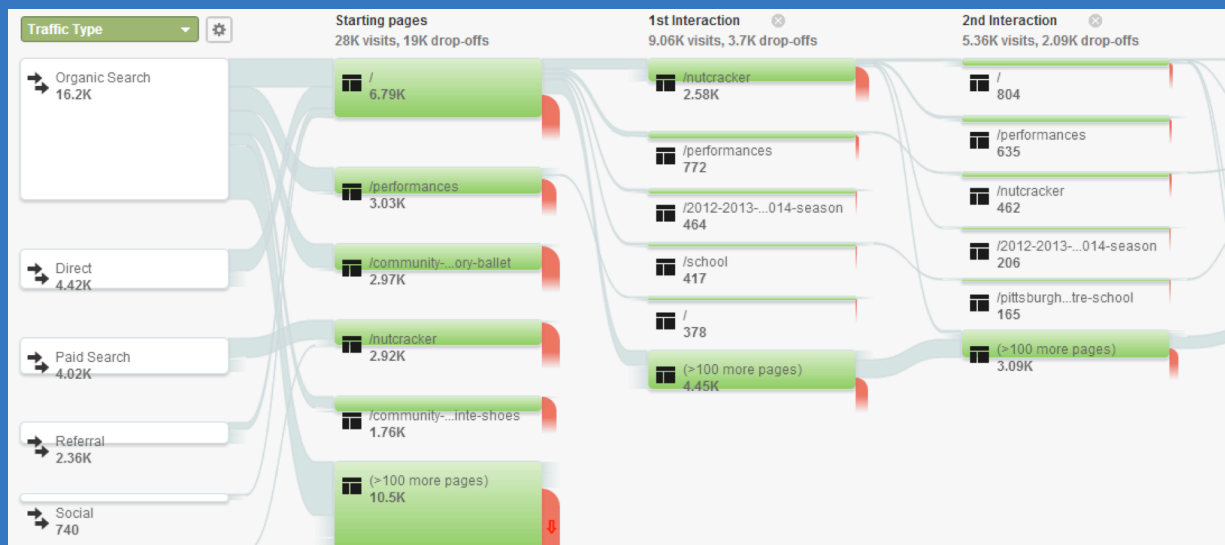 Traffic Type
Organic Search
16.2K
Direct
4.42K
Paid Search
4.02K
Referral
2.36K
Social
740
Starting pages
28K visits, 19K drop-offs
/
6.79K
/performances
3.03K
/community-...ory-ballet
2.97K
/nutcracker
2.92K
/community-...inte-shoes
1.76K
(>100 more pages)
10.5K
1st Interaction
9.06K visits, 3.7K drop-offs
/nutcracker
2.58K
/performances
772
/2012-2013-...014-season
464
/school
417
/
378
(>100 more pages)
4.45K
2nd Interaction
5.36K visits, 2.09K drop-offs
/
804
/performances
635
/nutcracker
462
/2012-2013-...014-season
206
/pittsburgh...tre-school
165
(>100 more pages)
3.09K